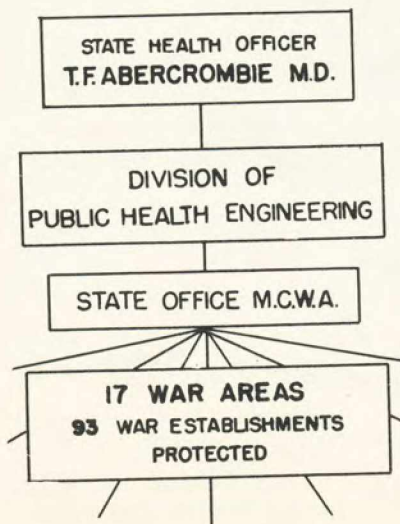 STATE HEALTH OFFICER
T.F. ABERCROMBIE M.D.
DIVISION OF
PUBLIC HEALTH ENGINEERING
STATE OFFICE M.C.W.A.
17 WAR AREAS
93 WAR ESTABLISHMENTS
PROTECTED